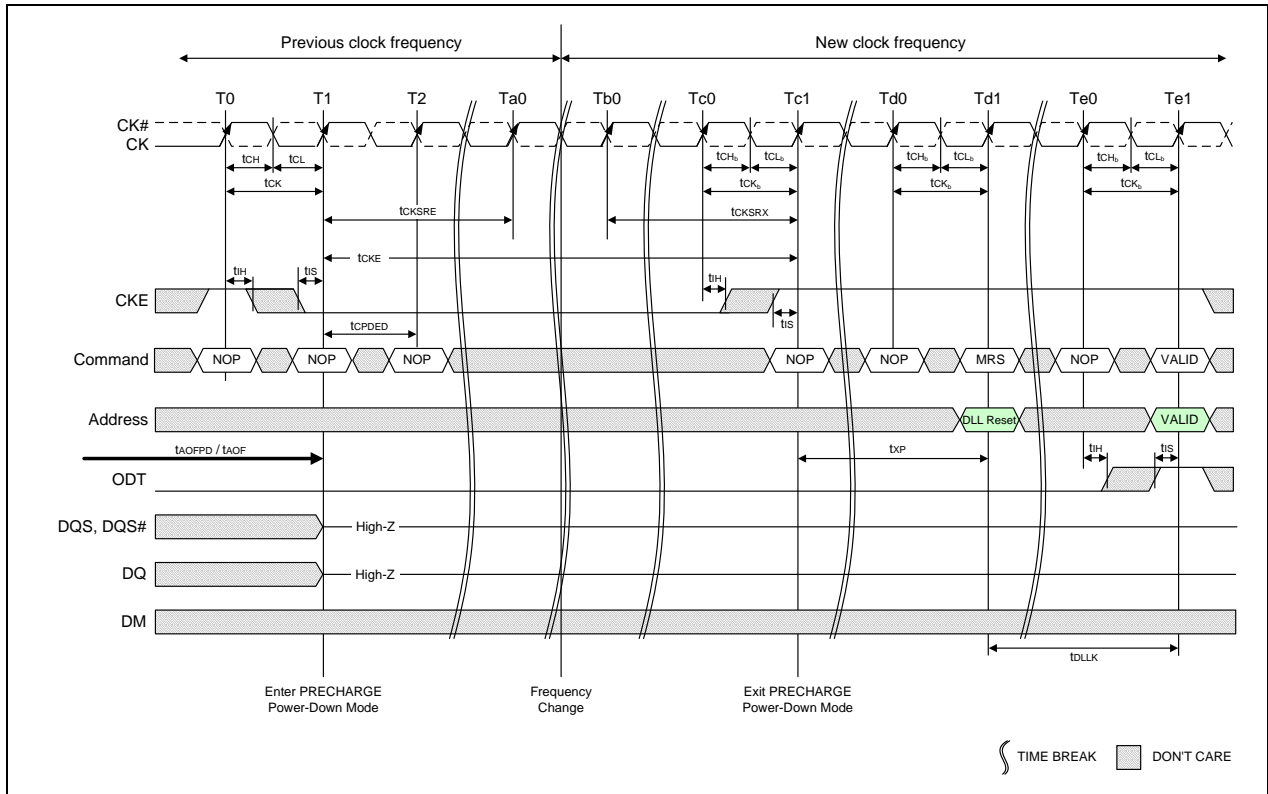 Previous clock frequency
New clock frequency
T0 T1 T2 Ta0 Tb0 Tc0 Tc1 Td0 Td1 Te0 Te1
CK#
CK
tCH tCL tCHb tCLb tCHb tCLb tCHb tCLb
tCK tCKb tCKb tCKb
tCKSRE tCKSRX
tCKE
tIH tIS tIH
CKE
tIS
tCPDED
Command NOP NOP NOP NOP NOP MRS NOP VALID
Address DLL Reset VALID
tAOFPD / tAOF tXP tIH tIS
ODT
DQS, DQS# High-Z
DQ High-Z
DM
tDLLK
Enter PRECHARGE
Power-Down Mode
Frequency
Change
Exit PRECHARGE
Power-Down Mode
TIME BREAK DON'T CARE